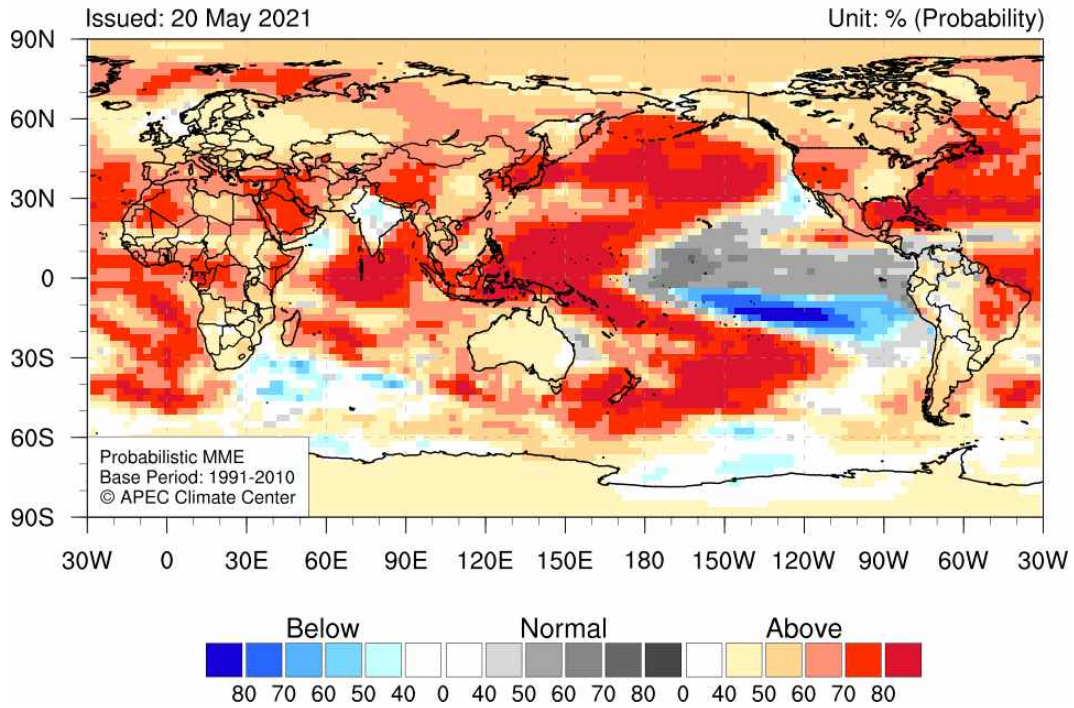 Issued: 20 May 2021 Unit: % (Probability)
90N
60N
30N
0
30S
60S
90S
Probabilistic MME
Base Period: 1991-2010
© APEC Climate Center
30W 0 30E 60E 90E 120E 150E 180 150W 120W 90W 60W 30W
Below Normal Above
80 70 60 50 40 0 40 50 60 70 80 0 40 50 60 70 80